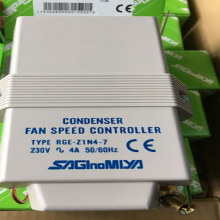 CONDENSER
FAN SPEED CONTROLLER
TYPE RGE-Z1N4-7
230V ~ 4A 50/60Hz
CE
SAGInoMIYA